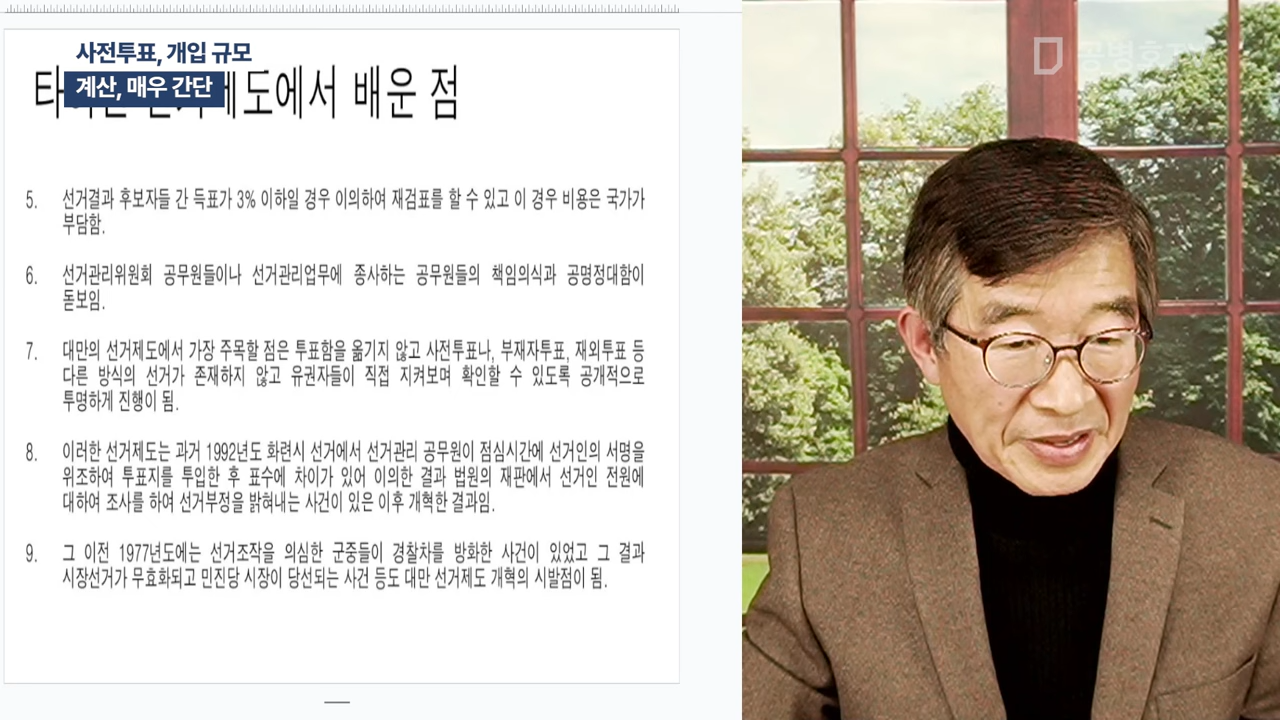 사전투표, 개입 규모
계산, 매우 간단
공병호
에서 배운 점
5. 선거결과 후보자들 간 득표가 3% 이하일 경우 이의하여 재검표를 할 수 있고 이 경우 비용은 국가가
부담함.
6. 선거관리위원회 공무원들이나 선거관리업무에 종사하는 공무원들의 책임의식과 공명정대함이
돋보임.
7. 대만의 선거제도에서 가장 주목할 점은 투표함을 옮기지 않고 사전투표나, 부재자투표, 재외투표 등
다른 방식의 선거가 존재하지 않고 유권자들이 직접 지켜보며 확인할 수 있도록 공개적으로
투명하게 진행이 됨.
8. 이러한 선거제도는 과거 1992년도 화련시 선거에서 선거관리 공무원이 점심시간에 선거인의 서명을
위조하여 투표지를 투입한 후 표수에 차이가 있어 이의한 결과 법원의 재판에서 선거인 전원에
대하여 조사를 하여 선거부정을 밝혀내는 사건이 있은 이후 개혁한 결과임.
9. 그 이전 1977년도에는 선거조작을 의심한 군중들이 경찰차를 방화한 사건이 있었고 그 결과
시장선거가 무효화되고 민진당 시장이 당선되는 사건 등도 대만 선거제도 개혁의 시발점이 됨.